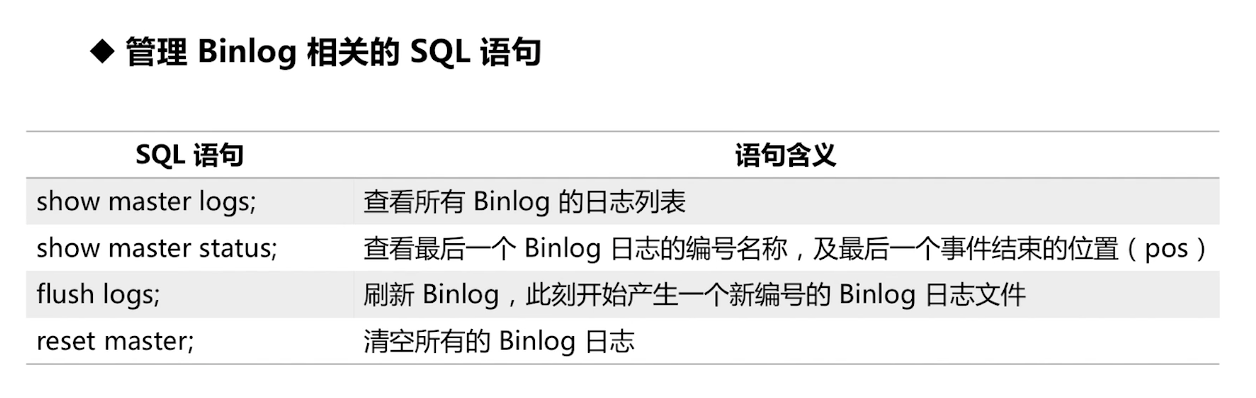 ◆ 管理 Binlog 相关的 SQL 语句
SQL 语句 语句含义
show master logs; 查看所有 Binlog 的日志列表
show master status; 查看最后一个 Binlog 日志的编号名称，及最后一个事件结束的位置（pos）
flush logs; 刷新 Binlog，此刻开始产生一个新编号的 Binlog 日志文件
reset master; 清空所有的 Binlog 日志